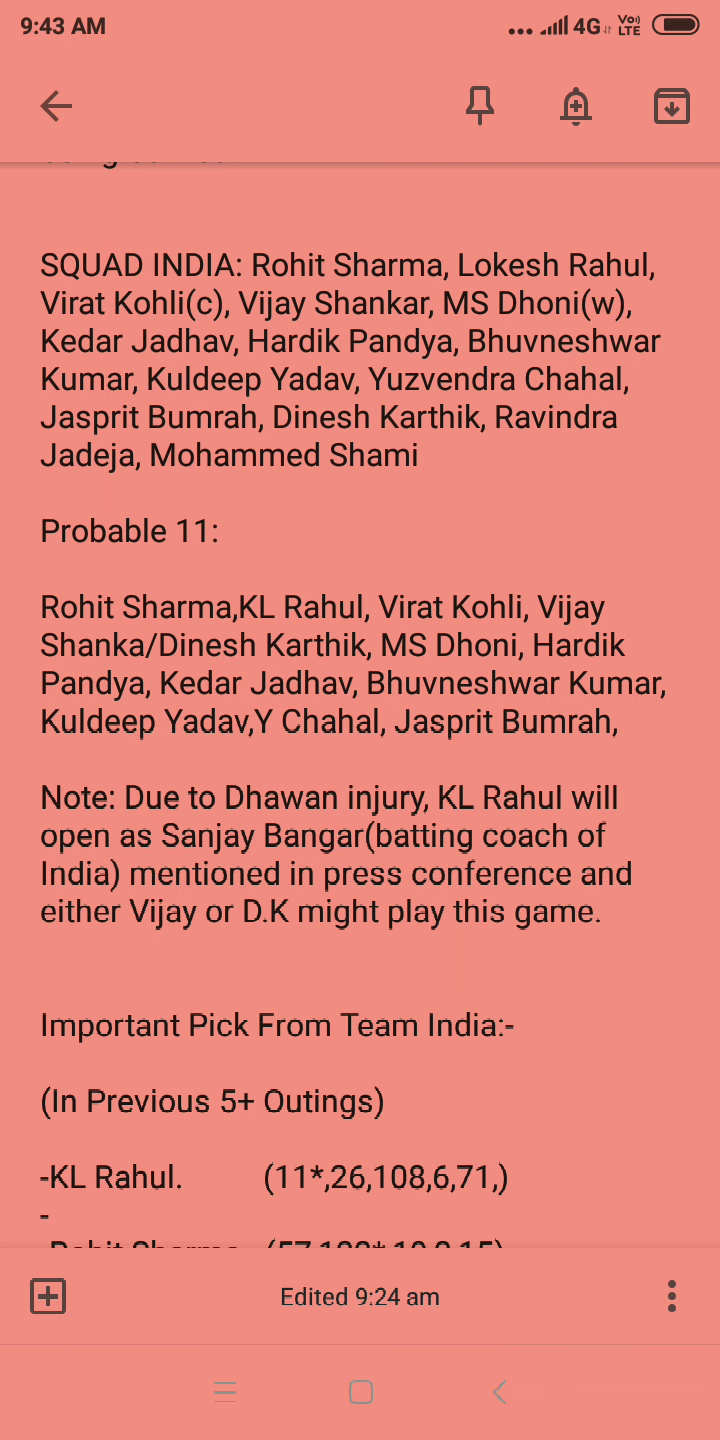 9:43 AM
4G
Vo)) LTE
SQUAD INDIA: Rohit Sharma, Lokesh Rahul,
Virat Kohli(c), Vijay Shankar, MS Dhoni(w),
Kedar Jadhav, Hardik Pandya, Bhuvneshwar
Kumar, Kuldeep Yadav, Yuzvendra Chahal,
Jasprit Bumrah, Dinesh Karthik, Ravindra
Jadeja, Mohammed Shami
Probable 11:
Rohit Sharma,KL Rahul, Virat Kohli, Vijay
Shanka/Dinesh Karthik, MS Dhoni, Hardik
Pandya, Kedar Jadhav, Bhuvneshwar Kumar,
Kuldeep Yadav,Y Chahal, Jasprit Bumrah,
Note: Due to Dhawan injury, KL Rahul will
open as Sanjay Bangar(batting coach of
India) mentioned in press conference and
either Vijay or D.K might play this game.
Important Pick From Team India:-
(In Previous 5+ Outings)
-KL Rahul. (11*,26,108,6,71,)
-
Edited 9:24 am